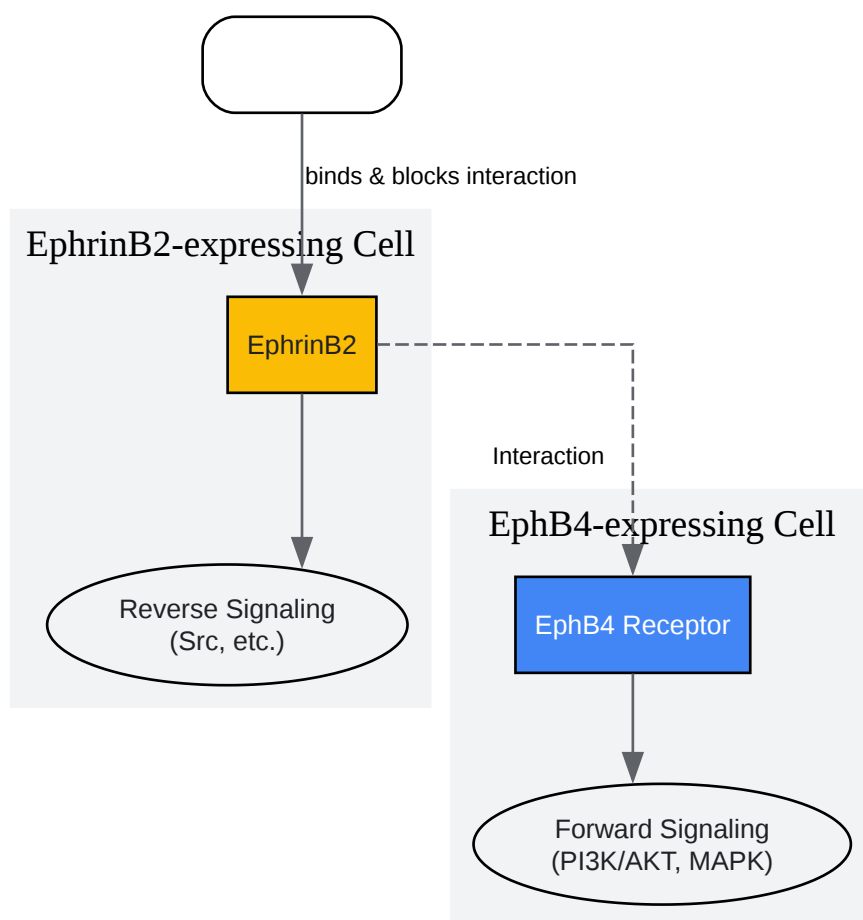 binds & blocks interaction
EphrinB2-expressing Cell
EphrinB2
Interaction
EphB4-expressing Cell
Reverse Signaling
(Src, etc.)
EphB4 Receptor
Forward Signaling
(PI3K/AKT, MAPK)